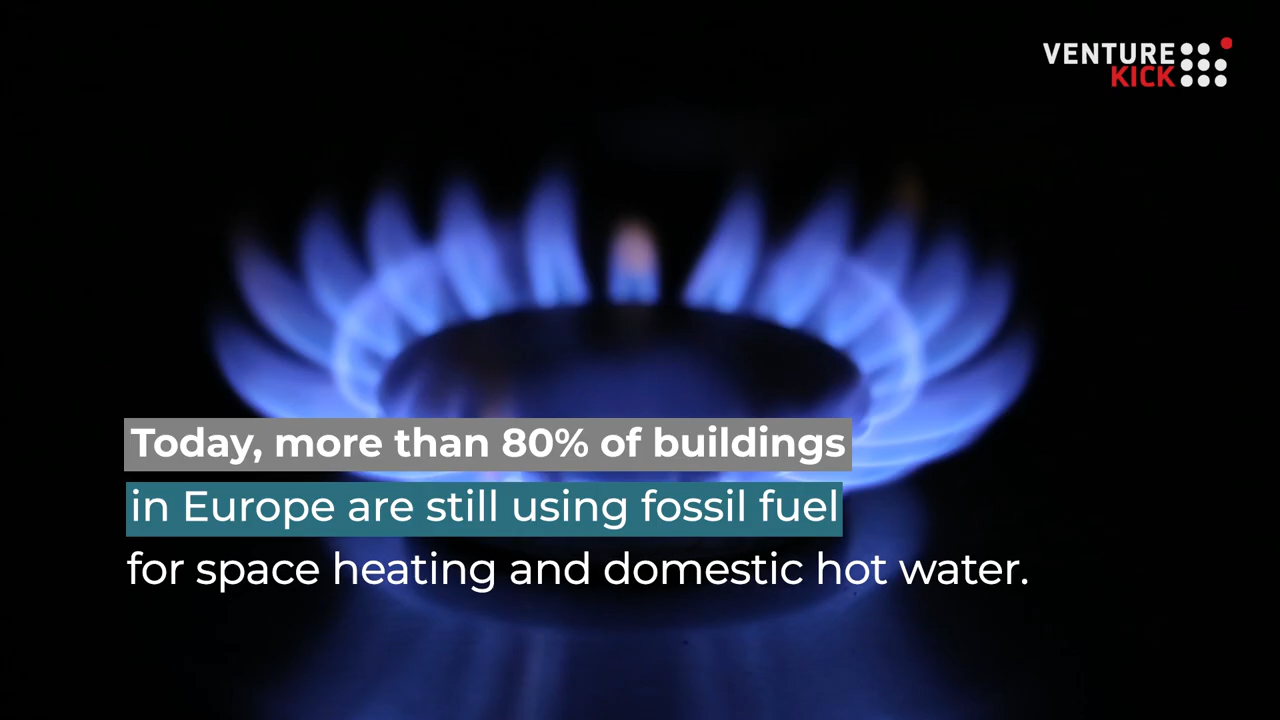 VENTURE
KICK
Today, more than 80% of buildings
in Europe are still using fossil fuel
for space heating and domestic hot water.